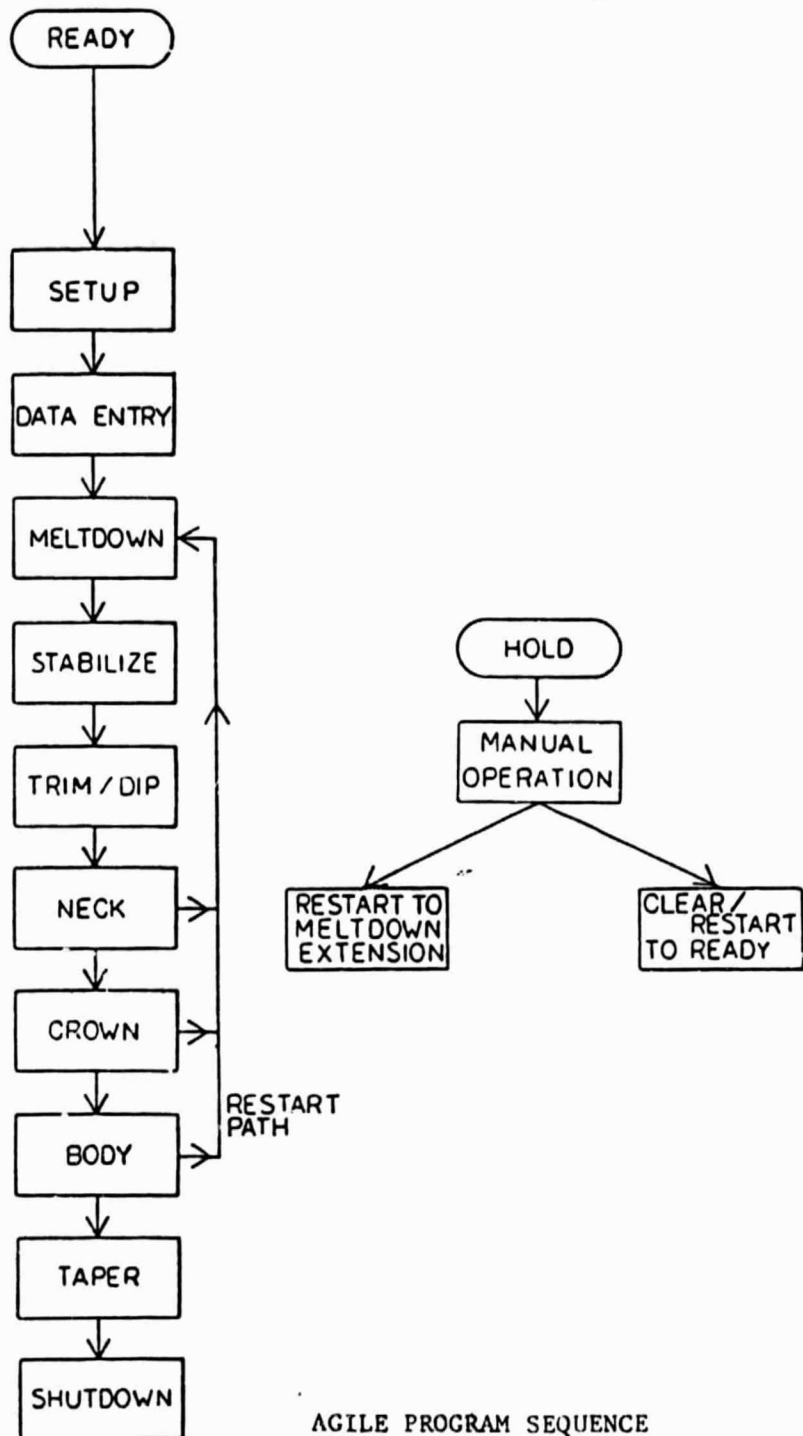 READY
SETUP
DATA ENTRY
MELTDOWN
STABILIZE
TRIM / DIP
NECK
CROWN
BODY
TAPER
SHUTDOWN
RESTART
PATH
HOLD
MANUAL
OPERATION
RESTART TO
MELTDOWN
EXTENSION
CLEAR/
RESTART
TO READY
AGILE PROGRAM SEQUENCE